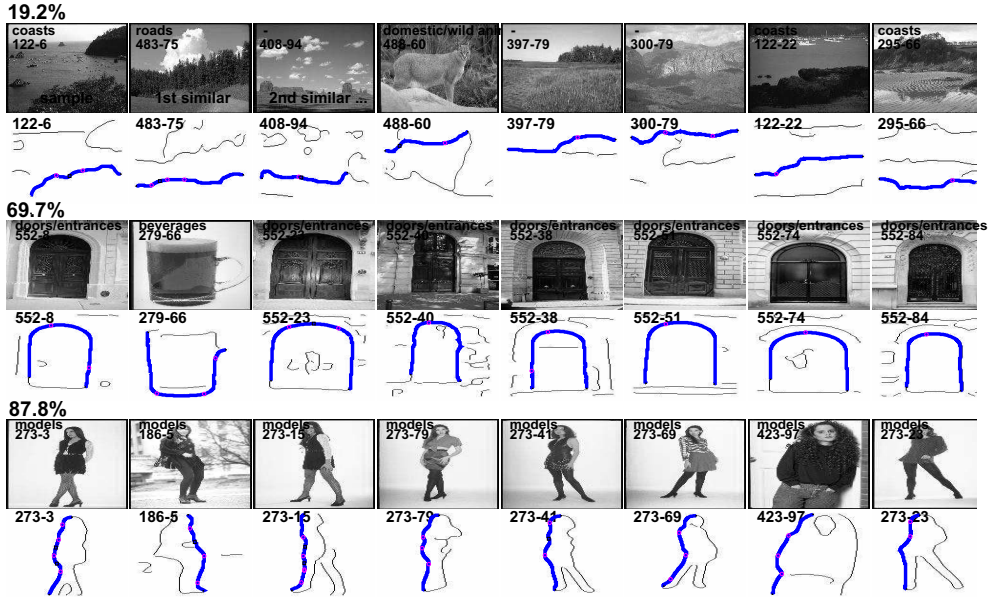 19.2%
coasts
122-6
sample
roads
483-75
1st similar
-
408-94
2nd similar ...
domestic/wild ani
488-60
-
397-79
-
300-79
coasts
122-22
coasts
295-66
122-6
483-75
408-94
488-60
397-79
300-79
122-22
295-66
69.7%
doors/entrances
552-8
beverages
279-66
doors/entrances
552-23
doors/entrances
552-40
doors/entrances
552-38
doors/entrances
552-51
doors/entrances
552-74
doors/entrances
552-84
552-8
279-66
552-23
552-40
552-38
552-51
552-74
552-84
87.8%
models
273-3
models
186-5
models
273-15
models
273-79
models
273-41
models
273-69
models
423-97
models
273-23
273-3
186-5
273-15
273-79
273-41
273-69
423-97
273-23